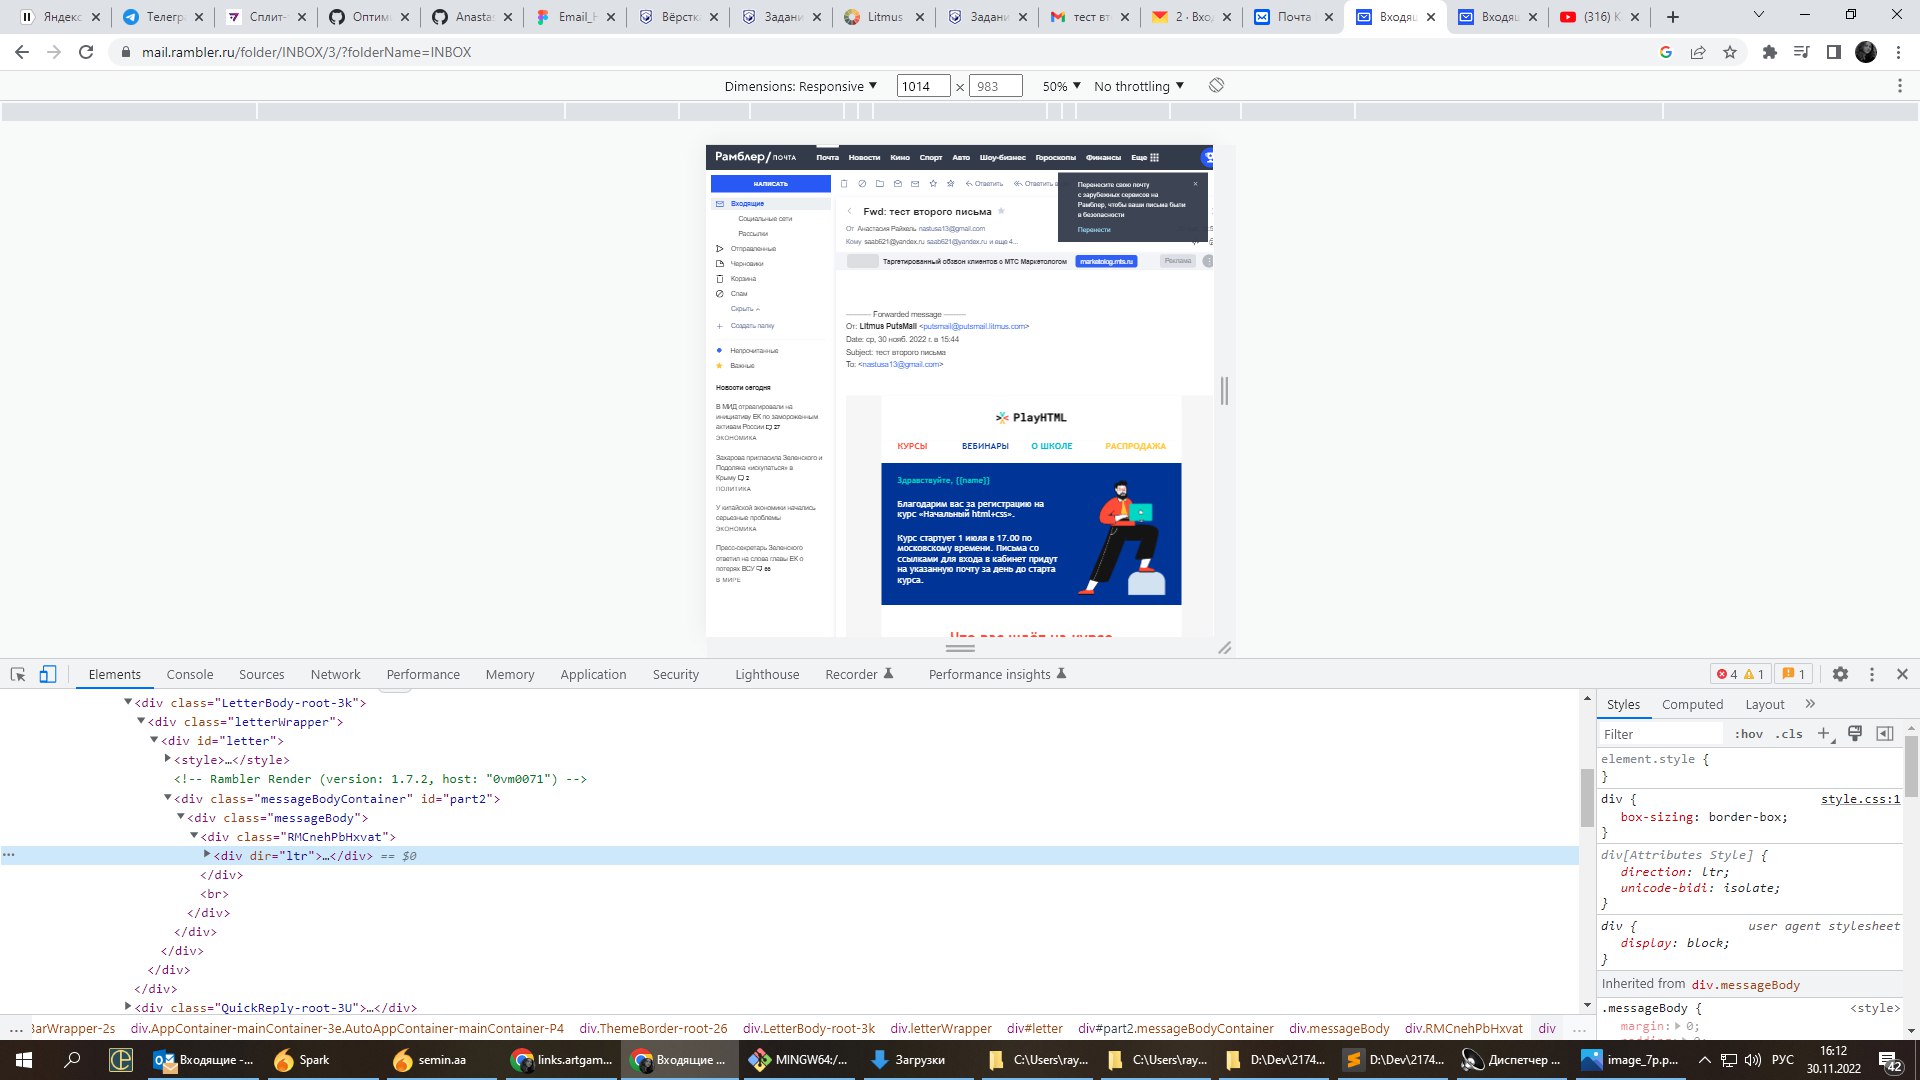 Яндекс
Телегр
Сплит-
Оптим
Anasta
Email_H
Вёрстк
Задани
Litmus
Задани
тест вт
2 · Вхо
Почта
Входя
Входя
(316) К
mail.rambler.ru/folder/INBOX/3/?folderName=INBOX
Dimensions: Responsive 1014 × 983 50% No throttling
Рамблер/ ПОЧТА Почта Новости Кино Спорт Авто Шоу-бизнес Гороскопы Финансы Еще
НАПИСАТЬ
Входящие
Социальные сети
Рассылки
Отправленные
Черновики
Корзина
Спам
Скрыть
Создать папку
Непрочитанные
Важные
Новости сегодня
В МИД отреагировали на
инициативу ЕК по замороженным
активам России 27
ЭКОНОМИКА
Захарова пригласила Зеленского и
Подоляка «искупаться» в
Крыму 2
ПОЛИТИКА
У китайской экономики начались
серьезные проблемы
ЭКОНОМИКА
Пресс-секретарь Зеленского
ответил на слова главы ЕК о
потерях ВСУ 88
В МИРЕ
Ответить Ответить в
Перенесите свою почту
с зарубежных сервисов на
Рамблер, чтобы ваши письма были
в безопасности
Перенести
Fwd: тест второго письма
От Анастасия Райхель nastusa13@gmail.com
Кому saab621@yandex.ru saab621@yandex.ru и еще 4...
Таргетированный обзвон клиентов с МТС Маркетологом marketolog.mts.ru Реклама
---------- Forwarded message ---------
От: Litmus PutsMail <putsmail@putsmail.litmus.com>
Date: ср, 30 нояб. 2022 г. в 15:44
Subject: тест второго письма
To: <nastusa13@gmail.com>
PlayHTML
КУРСЫ ВЕБИНАРЫ О ШКОЛЕ РАСПРОДАЖА
Здравствуйте, {{name}}
Благодарим вас за регистрацию на
курс «Начальный html+css».
Курс стартует 1 июля в 17.00 по
московскому времени. Письма со
ссылками для входа в кабинет придут
на указанную почту за день до старта
курса.
Что вас ждёт на курсе
Elements Console Sources Network Performance Memory Application Security Lighthouse Recorder Performance insights 4 1 1
<div class="LetterBody-root-3k">
<div class="letterWrapper">
<div id="letter">
<style>…</style>
<!-- Rambler Render (version: 1.7.2, host: "0vm0071") -->
<div class="messageBodyContainer" id="part2">
<div class="messageBody">
<div class="RMCnehPbHxvat">
<div dir="ltr">…</div> == $0
</div>
<br>
</div>
</div>
</div>
</div>
</div>
<div class="QuickReply-root-3U">…</div>
... BarWrapper-2s div.AppContainer-mainContainer-3e.AutoAppContainer-mainContainer-P4 div.ThemeBorder-root-26 div.LetterBody-root-3k div.letterWrapper div#letter div#part2.messageBodyContainer div.messageBody div.RMCnehPbHxvat div ...
Styles Computed Layout »
Filter :hov .cls +
element.style {
}
div { style.css:1
box-sizing: border-box;
}
div[Attributes Style] {
direction: ltr;
unicode-bidi: isolate;
}
div { user agent stylesheet
display: block;
}
Inherited from div.messageBody
.messageBody { <style>
margin: 0;
padding: 0;
Входящие -...
Spark
semin.aa
links.artgam...
Входящие ...
MINGW64:/...
Загрузки
C:\Users\ray...
C:\Users\ray...
D:\Dev\2174...
D:\Dev\2174...
Диспетчер ...
image_7p.p...
РУС
16:12
30.11.2022
42